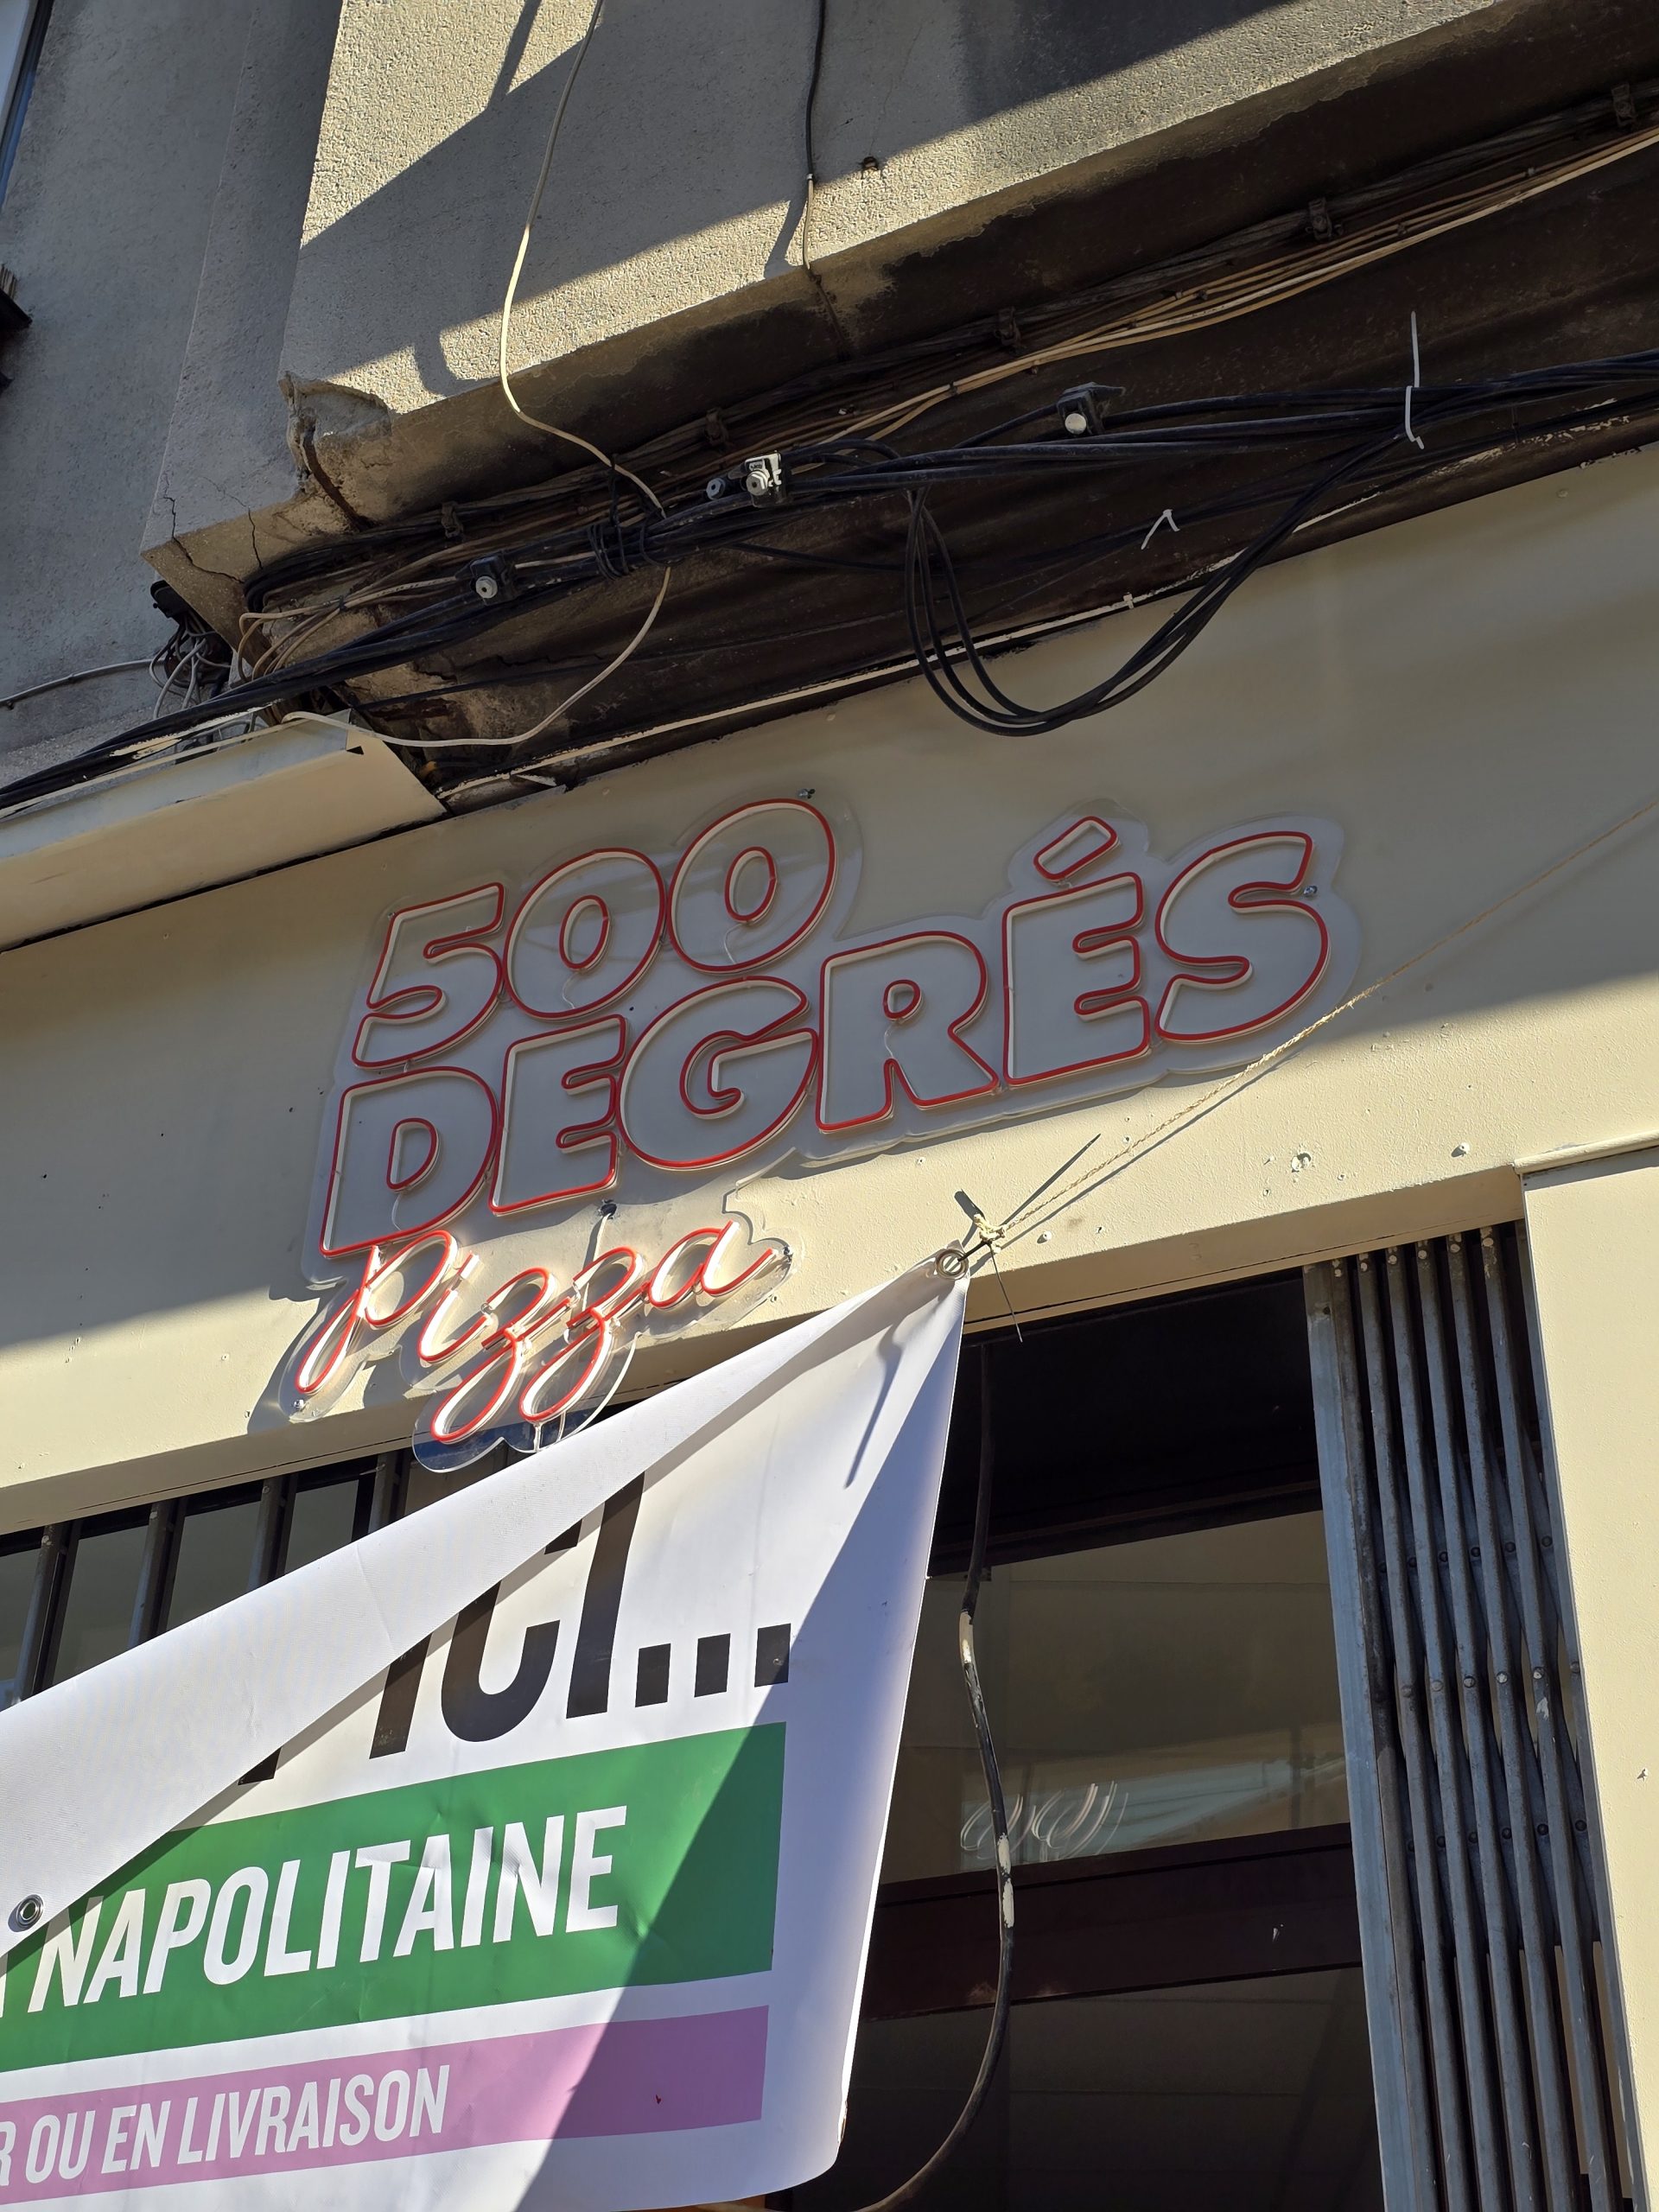 500
DEGRÉS
Pizza
ICI...
NAPOLITAINE
OU EN LIVRAISON